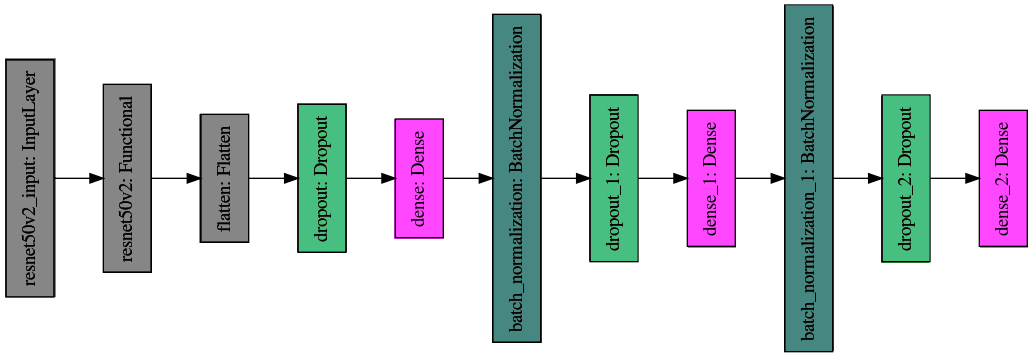 resnet50v2_input: InputLayer
resnet50v2: Functional
flatten: Flatten
dropout: Dropout
dense: Dense
batch_normalization: BatchNormalization
dropout_1: Dropout
dense_1: Dense
batch_normalization_1: BatchNormalization
dropout_2: Dropout
dense_2: Dense